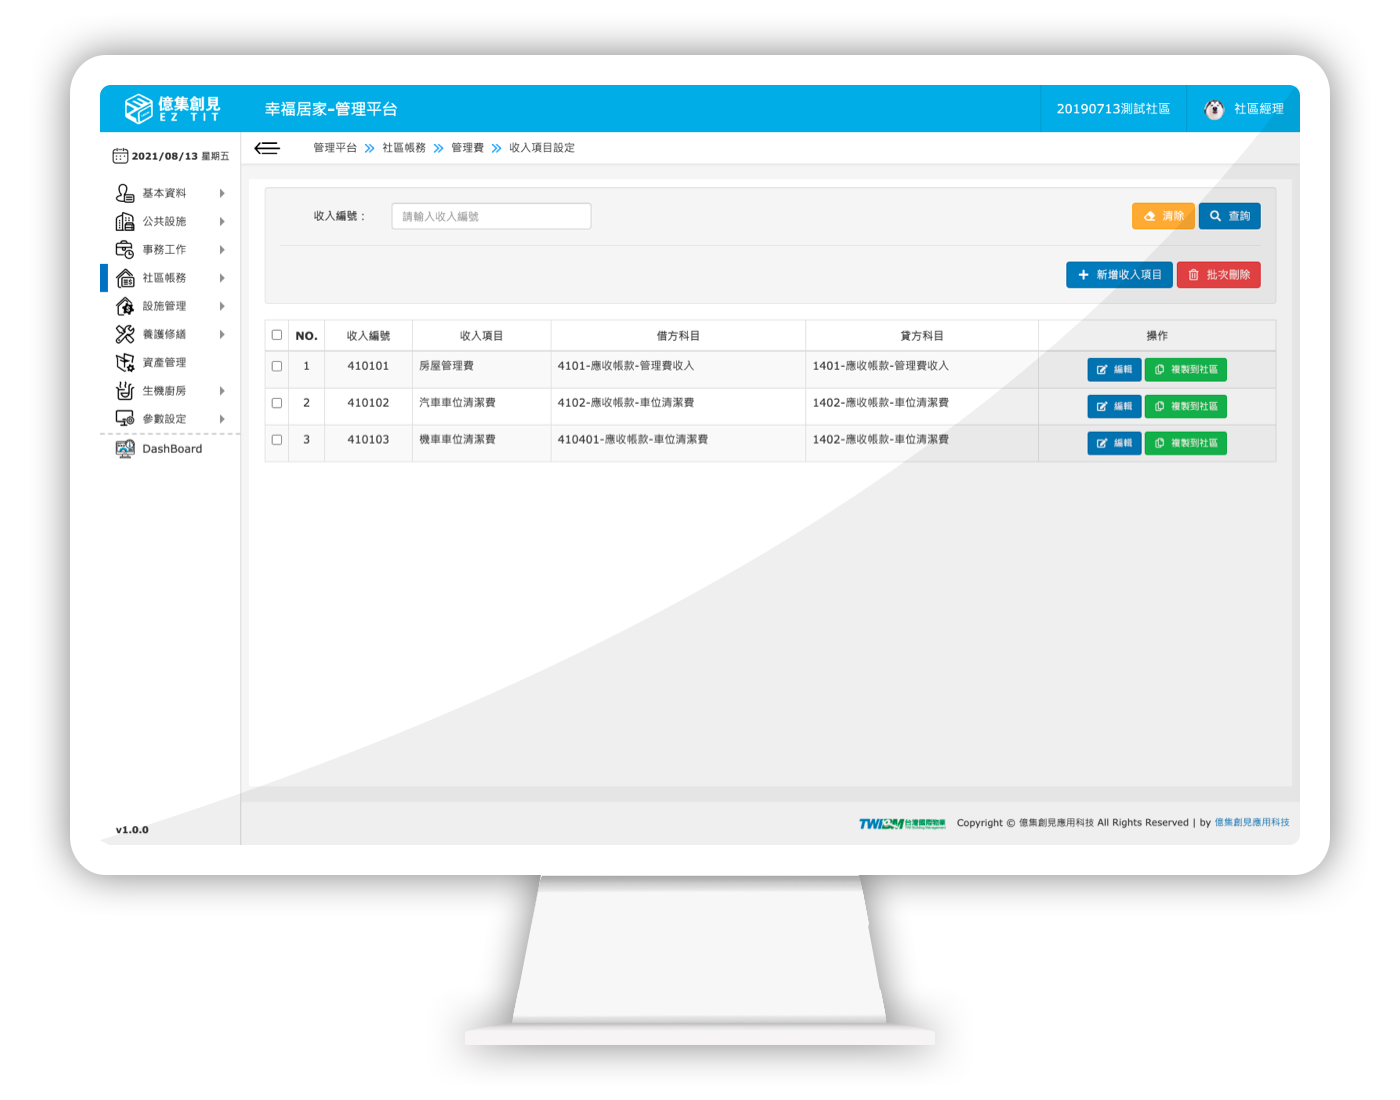 億集創見
EZ TIT
幸福居家-管理平台
20190713測試社區
社區經理
2021/08/13 星期五
管理平台 社區帳務 管理費 收入項目設定
基本資料
公共設施
事務工作
社區帳務
設施管理
養護修繕
資產管理
生機廚房
參數設定
DashBoard
v1.0.0
收入編號：
請輸入收入編號
清除
查詢
新增收入項目
批次刪除
NO. 收入編號 收入項目 借方科目 貸方科目 操作
1 410101 房屋管理費 4101-應收帳款-管理費收入 1401-應收帳款-管理費收入 編輯 複製到社區
2 410102 汽車車位清潔費 4102-應收帳款-車位清潔費 1402-應收帳款-車位清潔費 編輯 複製到社區
3 410103 機車車位清潔費 410401-應收帳款-車位清潔費 1402-應收帳款-車位清潔費 編輯 複製到社區
台灣國際物業
Copyright © 億集創見應用科技 All Rights Reserved | by 億集創見應用科技